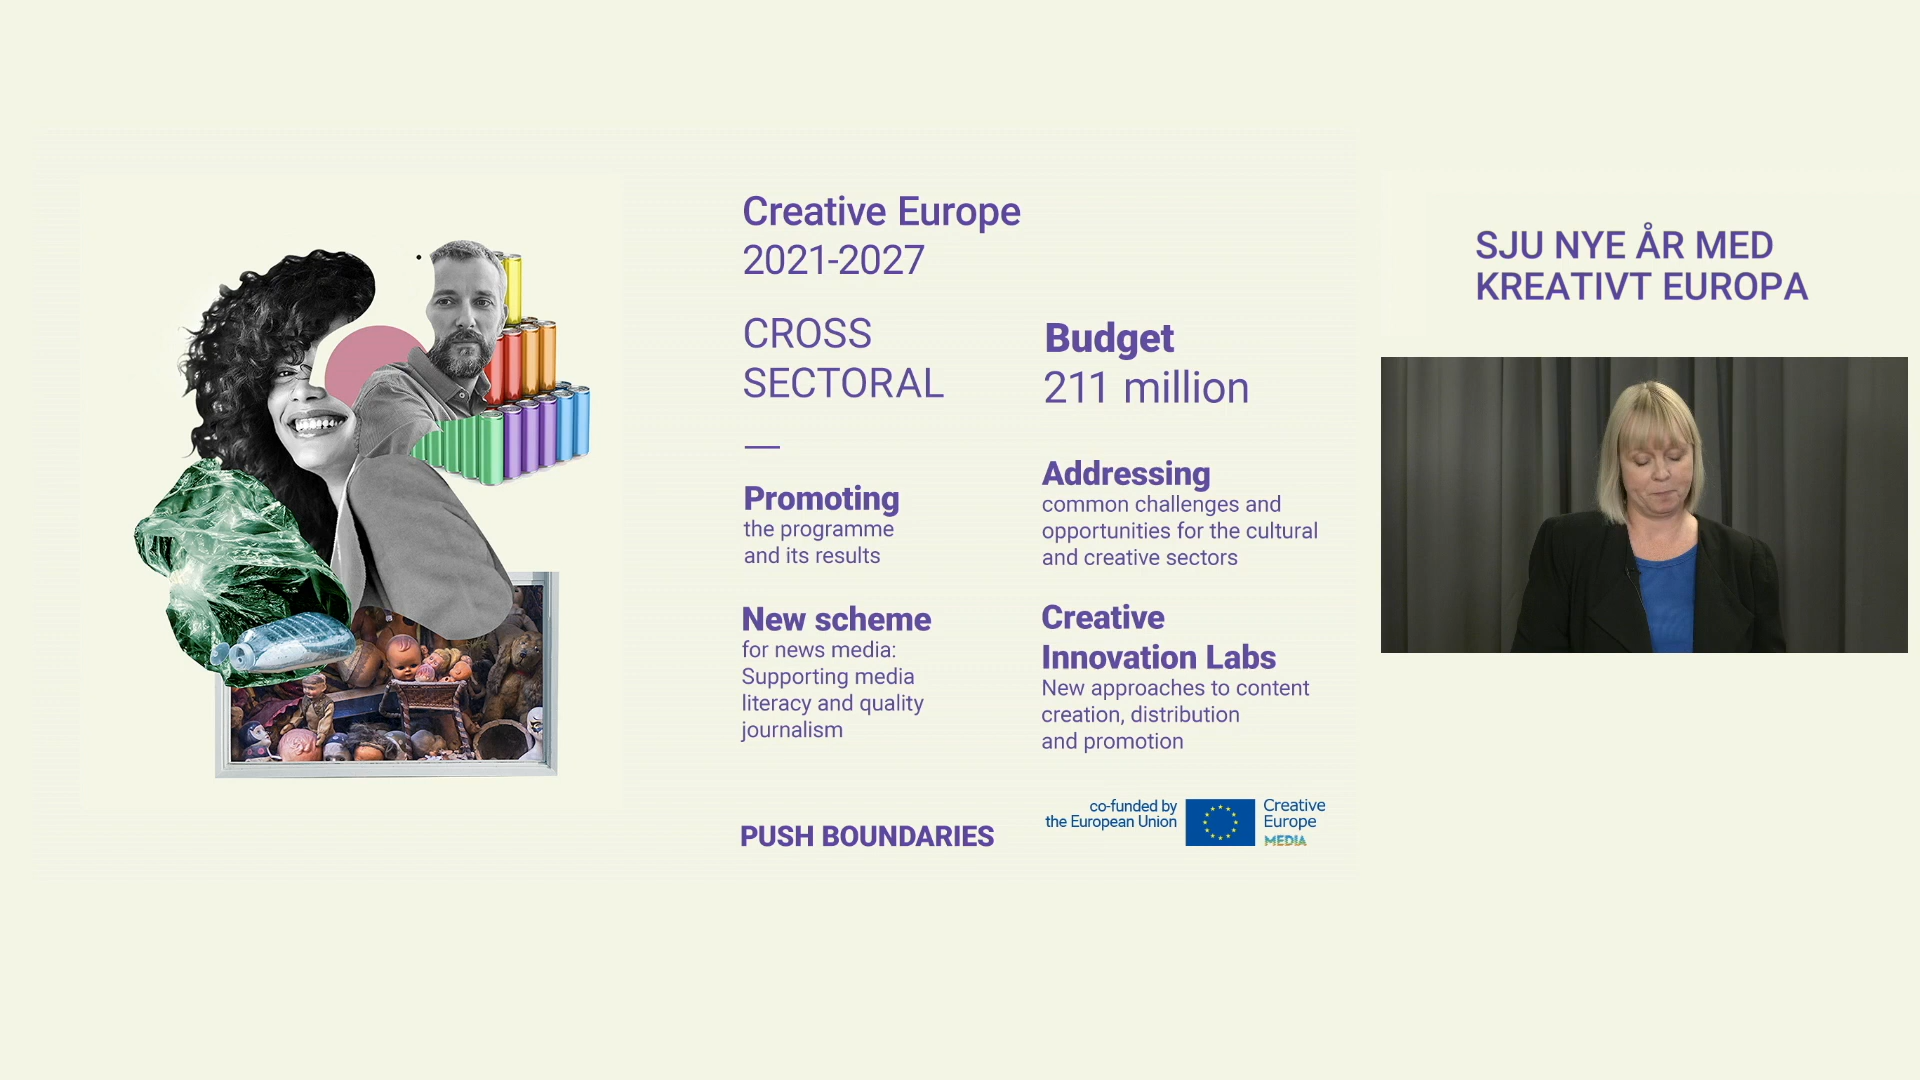 Creative Europe
2021-2027
CROSS
SECTORAL
Budget
211 million
Promoting
the programme
and its results
Addressing
common challenges and
opportunities for the cultural
and creative sectors
New scheme
for news media:
Supporting media
literacy and quality
journalism
Creative
Innovation Labs
New approaches to content
creation, distribution
and promotion
PUSH BOUNDARIES
co-funded by
the European Union
Creative
Europe
MEDIA
SJU NYE ÅR MED
KREATIVT EUROPA